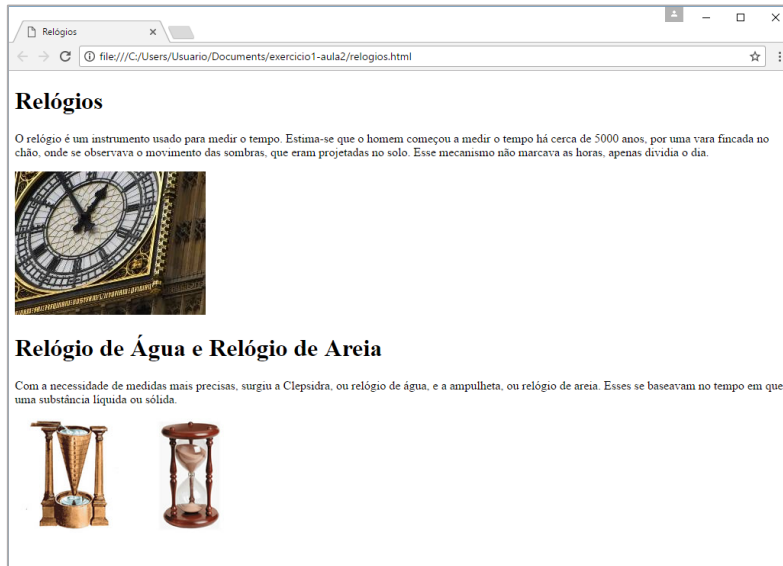 Relógios
file:///C:/Users/Usuario/Documents/exercicio1-aula2/relogios.html
Relógios
O relógio é um instrumento usado para medir o tempo. Estima-se que o homem começou a medir o tempo há cerca de 5000 anos, por uma vara fincada no
chão, onde se observava o movimento das sombras, que eram projetadas no solo. Esse mecanismo não marcava as horas, apenas dividia o dia.
Relógio de Água e Relógio de Areia
Com a necessidade de medidas mais precisas, surgiu a Clepsidra, ou relógio de água, e a ampulheta, ou relógio de areia. Esses se baseavam no tempo em que
uma substância líquida ou sólida.